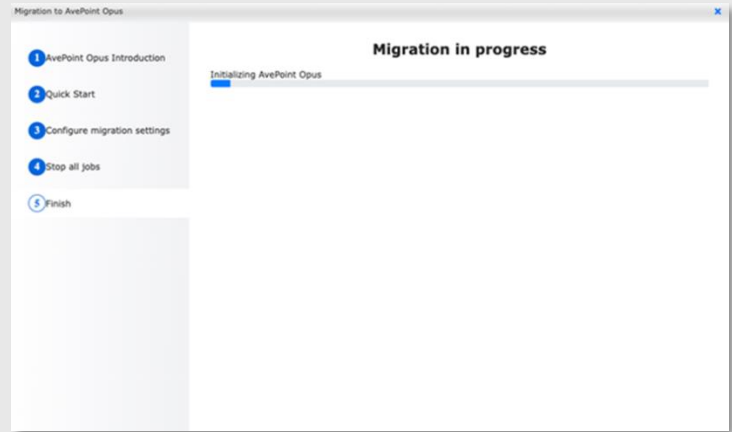 Migration to AvePoint Opus
x
1 AvePoint Opus Introduction
2 Quick Start
3 Configure migration settings
4 Stop all jobs
5 Finish
Migration in progress
Initializing AvePoint Opus